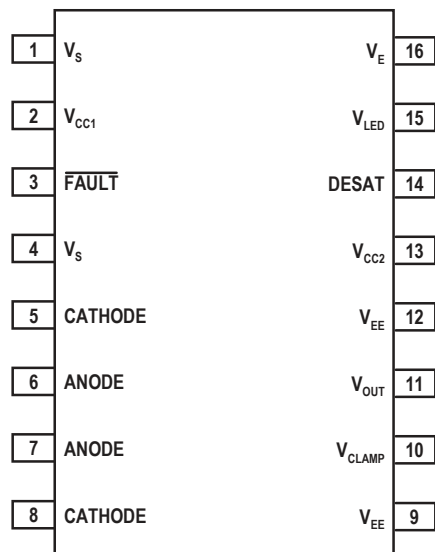 1 V_S V_E 16
2 V_CC1 V_LED 15
3 FAULT DESAT 14
4 V_S V_CC2 13
5 CATHODE V_EE 12
6 ANODE V_OUT 11
7 ANODE V_CLAMP 10
8 CATHODE V_EE 9